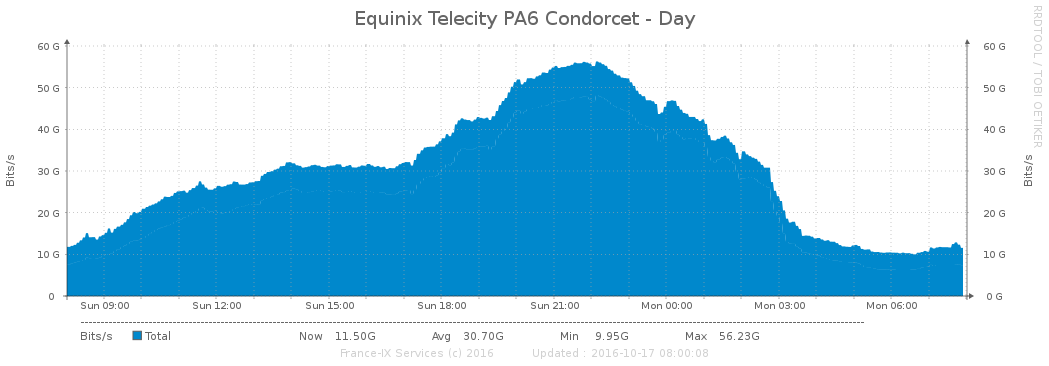 Equinix Telecity PA6 Condorcet - Day
RRDTOOL / TOBI OETIKER
Bits/s
60 G
50 G
40 G
30 G
20 G
10 G
0
60 G
50 G
40 G
30 G
20 G
10 G
0 G
Bits/s
Sun 09:00 Sun 12:00 Sun 15:00 Sun 18:00 Sun 21:00 Mon 00:00 Mon 03:00 Mon 06:00
Bits/s Total Now 11.50G Avg 30.70G Min 9.95G Max 56.23G
France-IX Services (c) 2016 Updated : 2016-10-17 08:00:08